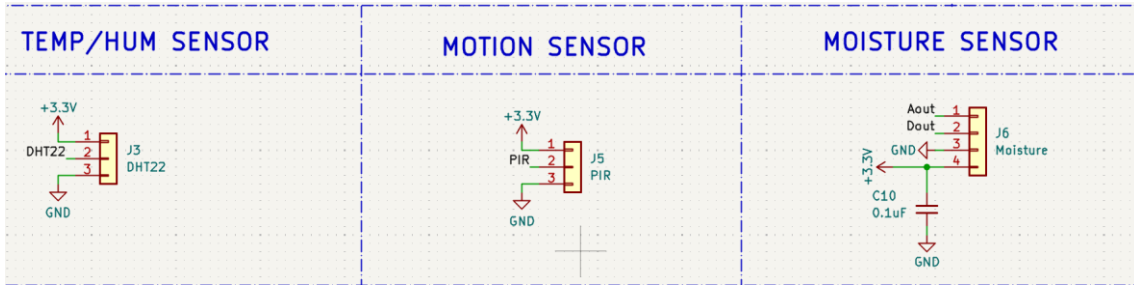 TEMP/HUM SENSOR
MOTION SENSOR
MOISTURE SENSOR
+3.3V
DHT22
1
2
3
J3
DHT22
GND
+3.3V
PIR
1
2
3
J5
PIR
GND
Aout
Dout
GND
+3.3V
1
2
3
4
J6
Moisture
C10
0.1uF
GND